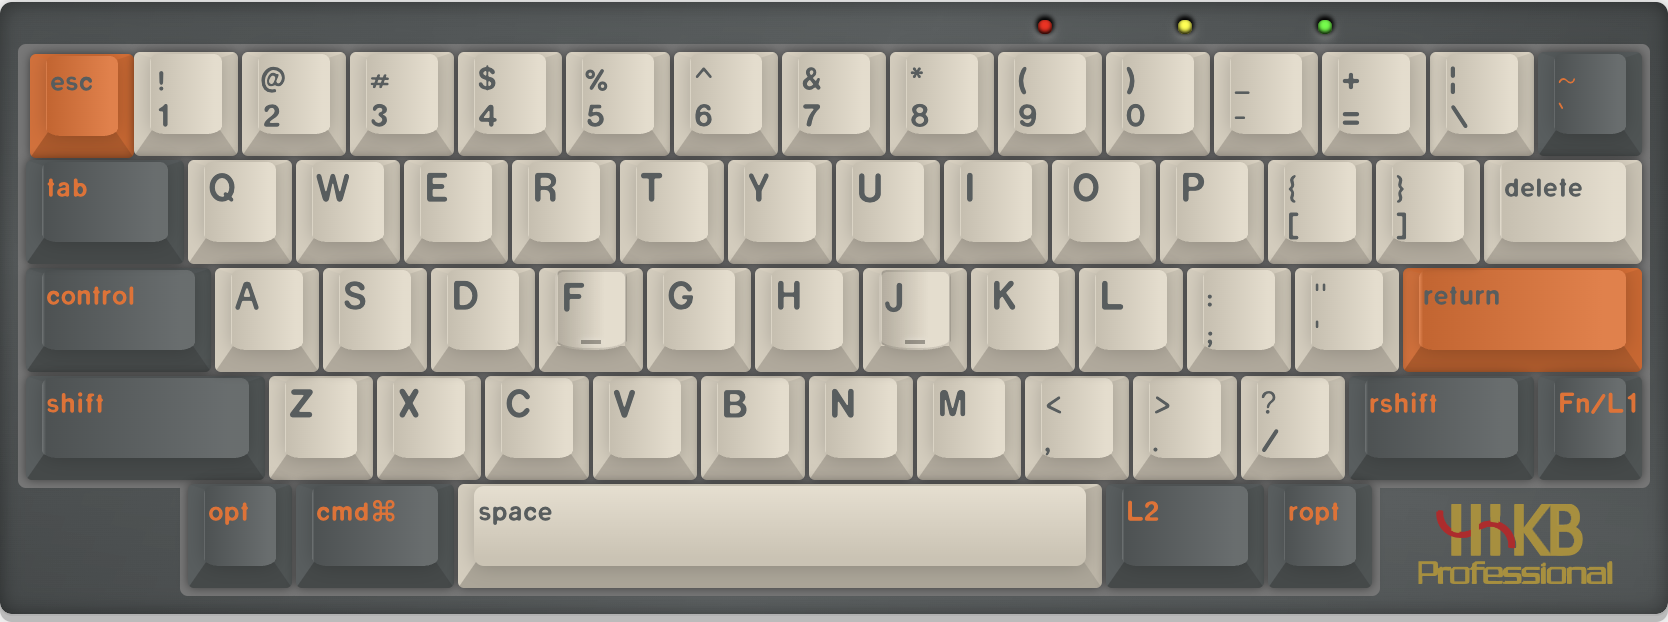 esc ! @ # $ % ^ & * ( ) _ + ¦ ~
1 2 3 4 5 6 7 8 9 0 - = \ `
tab Q W E R T Y U I O P { } delete
[ ]
control A S D F G H J K L : " return
; '
shift Z X C V B N M < > ? rshift Fn/L1
, . /
opt cmd⌘ space L2 ropt
HHKB
Professional